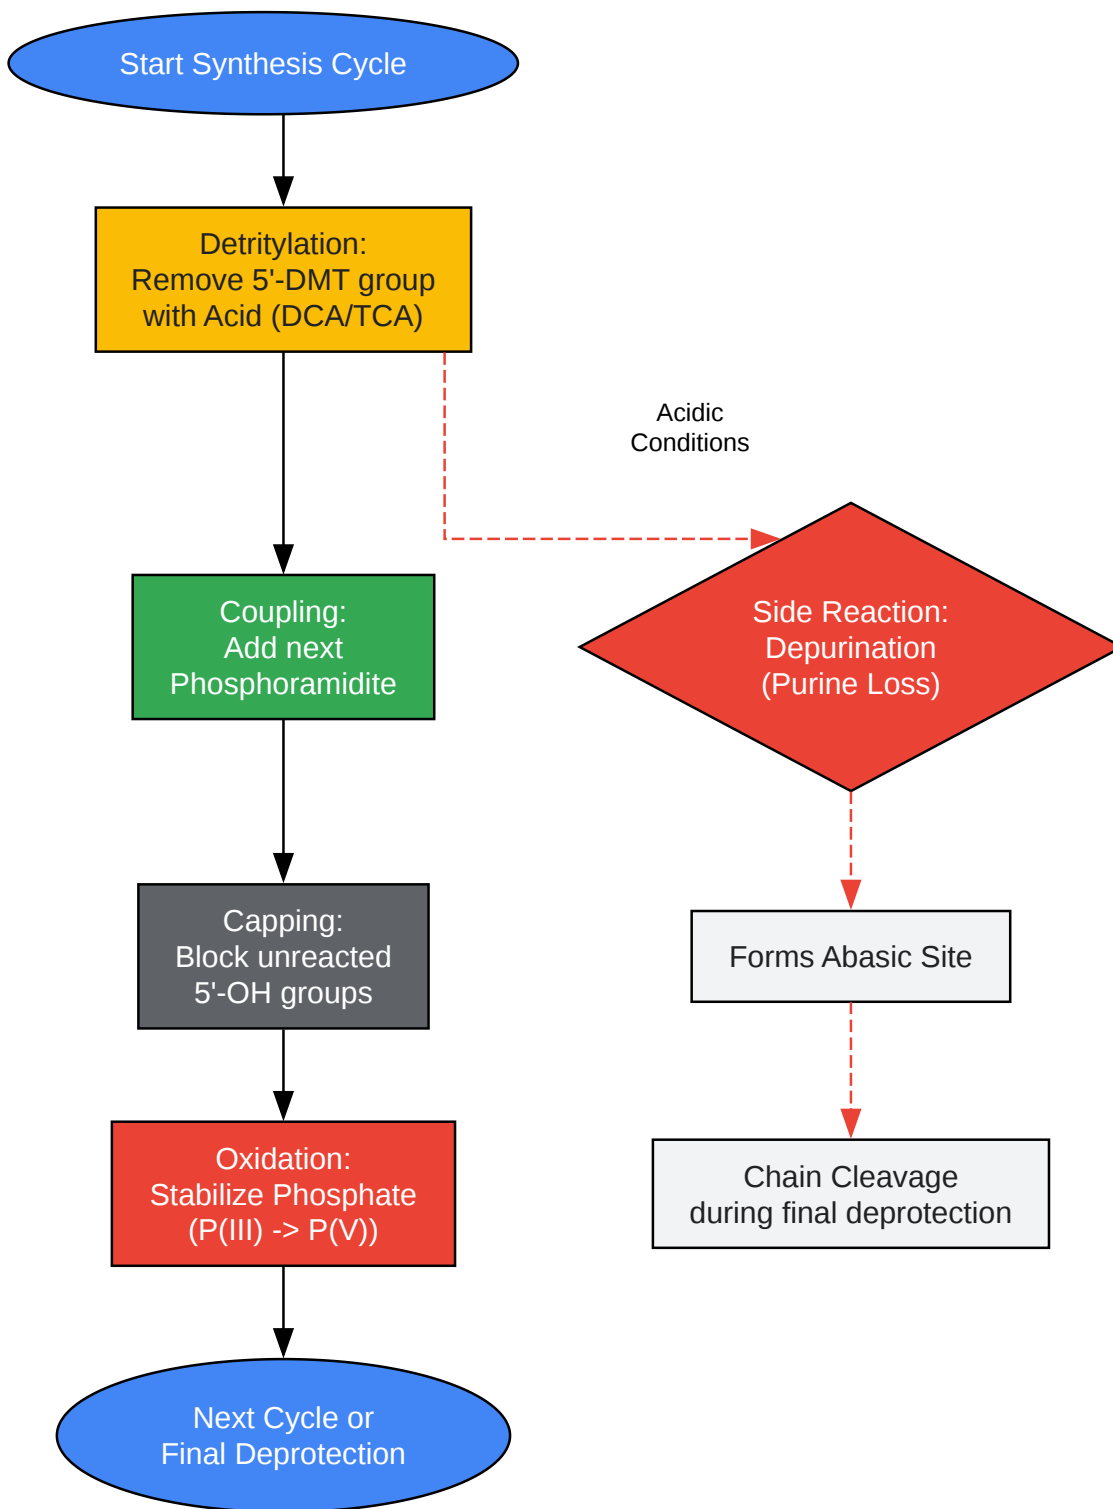 Start Synthesis Cycle
Detritylation:
Remove 5'-DMT group
with Acid (DCA/TCA)
Acidic
Conditions
Coupling:
Add next
Phosphoramidite
Side Reaction:
Depurination
(Purine Loss)
Capping:
Block unreacted
5'-OH groups
Forms Abasic Site
Oxidation:
Stabilize Phosphate
(P(III) -> P(V))
Chain Cleavage
during final deprotection
Next Cycle or
Final Deprotection